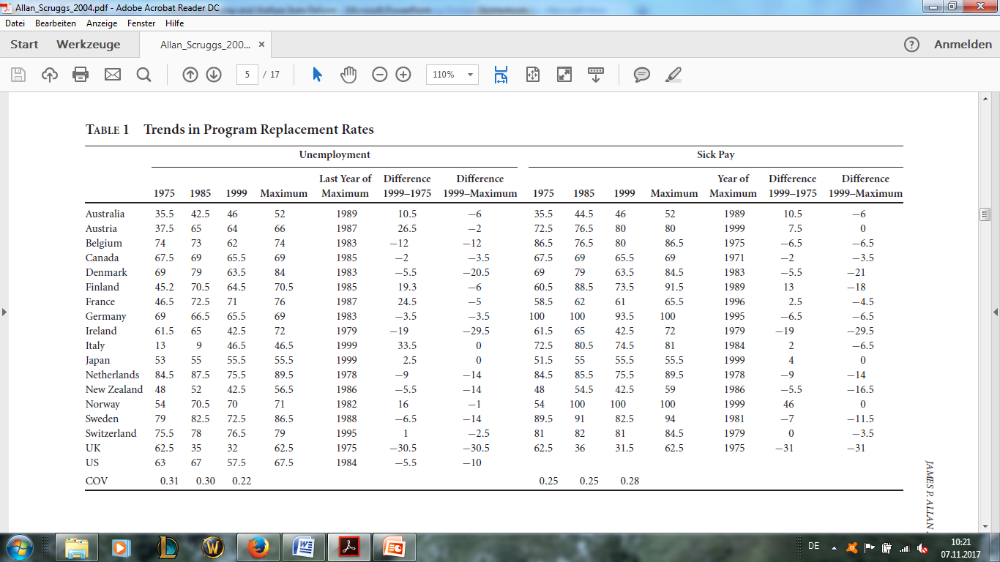 Allan_Scruggs_2004.pdf - Adobe Acrobat Reader DC
Datei Bearbeiten Anzeige Fenster Hilfe
Start Werkzeuge Allan_Scruggs_200... × ? Anmelden
5 / 17 110%
TABLE 1 Trends in Program Replacement Rates
Unemployment Sick Pay
Last Year of Difference Difference Year of Difference Difference
1975 1985 1999 Maximum Maximum 1999–1975 1999–Maximum 1975 1985 1999 Maximum Maximum 1999–1975 1999–Maximum
Australia 35.5 42.5 46 52 1989 10.5 −6 35.5 44.5 46 52 1989 10.5 −6
Austria 37.5 65 64 66 1987 26.5 −2 72.5 76.5 80 80 1999 7.5 0
Belgium 74 73 62 74 1983 −12 −12 86.5 76.5 80 86.5 1975 −6.5 −6.5
Canada 67.5 69 65.5 69 1985 −2 −3.5 67.5 69 65.5 69 1971 −2 −3.5
Denmark 69 79 63.5 84 1983 −5.5 −20.5 69 79 63.5 84.5 1983 −5.5 −21
Finland 45.2 70.5 64.5 70.5 1985 19.3 −6 60.5 88.5 73.5 91.5 1989 13 −18
France 46.5 72.5 71 76 1987 24.5 −5 58.5 62 61 65.5 1996 2.5 −4.5
Germany 69 66.5 65.5 69 1983 −3.5 −3.5 100 100 93.5 100 1995 −6.5 −6.5
Ireland 61.5 65 42.5 72 1979 −19 −29.5 61.5 65 42.5 72 1979 −19 −29.5
Italy 13 9 46.5 46.5 1999 33.5 0 72.5 80.5 74.5 81 1984 2 −6.5
Japan 53 55 55.5 55.5 1999 2.5 0 51.5 55 55.5 55.5 1999 4 0
Netherlands 84.5 87.5 75.5 89.5 1978 −9 −14 84.5 85.5 75.5 89.5 1978 −9 −14
New Zealand 48 52 42.5 56.5 1986 −5.5 −14 48 54.5 42.5 59 1986 −5.5 −16.5
Norway 54 70.5 70 71 1982 16 −1 54 100 100 100 1999 46 0
Sweden 79 82.5 72.5 86.5 1988 −6.5 −14 89.5 91 82.5 94 1981 −7 −11.5
Switzerland 75.5 78 76.5 79 1995 1 −2.5 81 82 81 84.5 1979 0 −3.5
UK 62.5 35 32 62.5 1975 −30.5 −30.5 62.5 36 31.5 62.5 1975 −31 −31
US 63 67 57.5 67.5 1984 −5.5 −10
COV 0.31 0.30 0.22 0.25 0.25 0.28
JAMES P. ALLAN
DE 10:21
07.11.2017